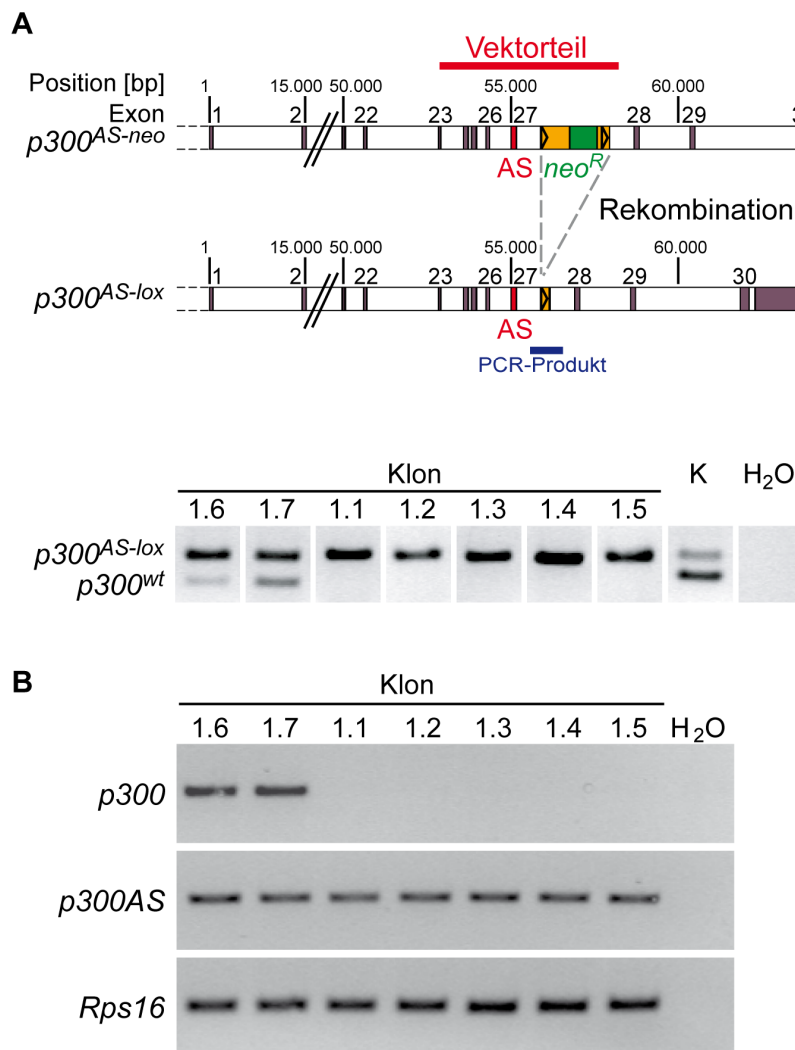 A
Vektorteil
Position [bp] 1 15.000 50.000 55.000 60.000
Exon 1 2 22 23 26 27 28 29 3
p300AS-neo
AS neoR
Rekombination
1 15.000 50.000 55.000 60.000
1 2 22 23 26 27 28 29 30
p300AS-lox
AS
PCR-Produkt
Klon K H2O
1.6 1.7 1.1 1.2 1.3 1.4 1.5
p300AS-lox
p300wt
B
Klon
1.6 1.7 1.1 1.2 1.3 1.4 1.5 H2O
p300
p300AS
Rps16